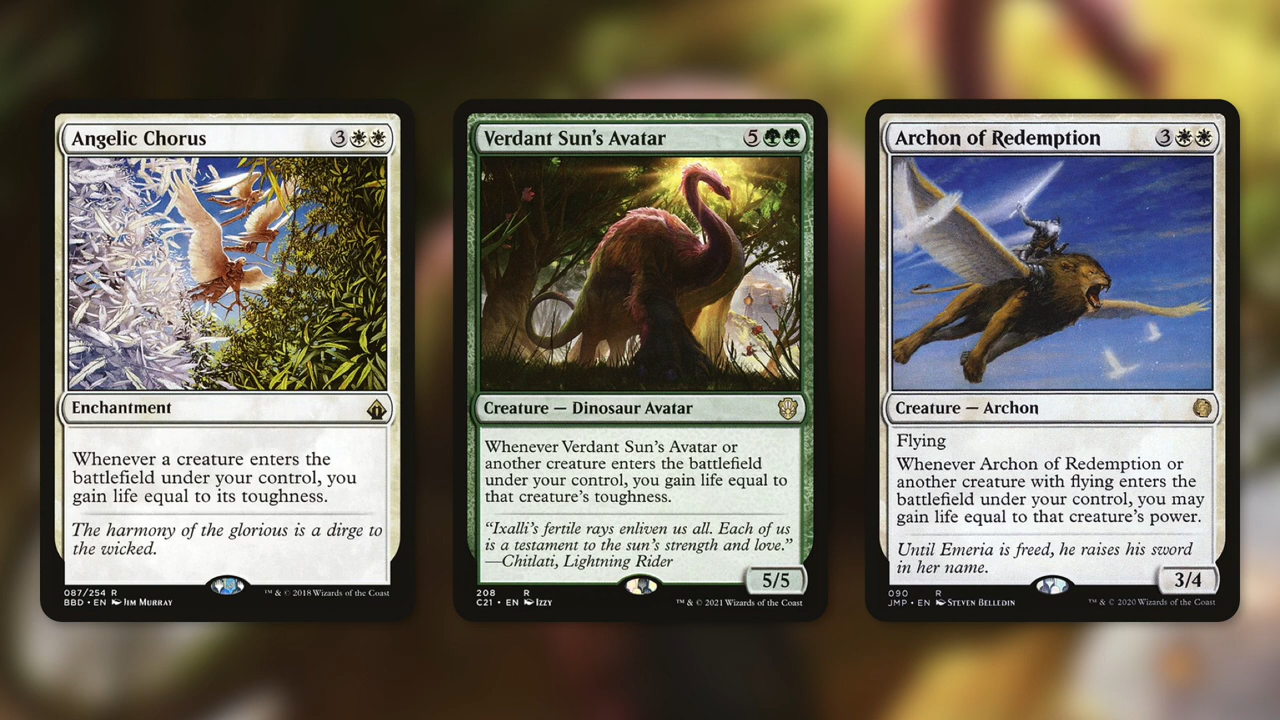 Angelic Chorus 3
Enchantment
Whenever a creature enters the
battlefield under your control, you
gain life equal to its toughness.
The harmony of the glorious is a dirge to
the wicked.
087/254 R
BBD • EN Jim Murray
™ & © 2018 Wizards of the Coast
Verdant Sun's Avatar 5
Creature — Dinosaur Avatar
Whenever Verdant Sun's Avatar or
another creature enters the battlefield
under your control, you gain life equal to
that creature's toughness.
"Ixalli's fertile rays enliven us all. Each of us
is a testament to the sun's strength and love."
—Chitlati, Lightning Rider
5/5
208 R
C21 • EN Izzy
™ & © 2021 Wizards of the Coast
Archon of Redemption 3
Creature — Archon
Flying
Whenever Archon of Redemption or
another creature with flying enters the
battlefield under your control, you may
gain life equal to that creature's power.
Until Emeria is freed, he raises his sword
in her name.
3/4
090 R
JMP • EN Steven Belledin
™ & © 2020 Wizards of the Coast